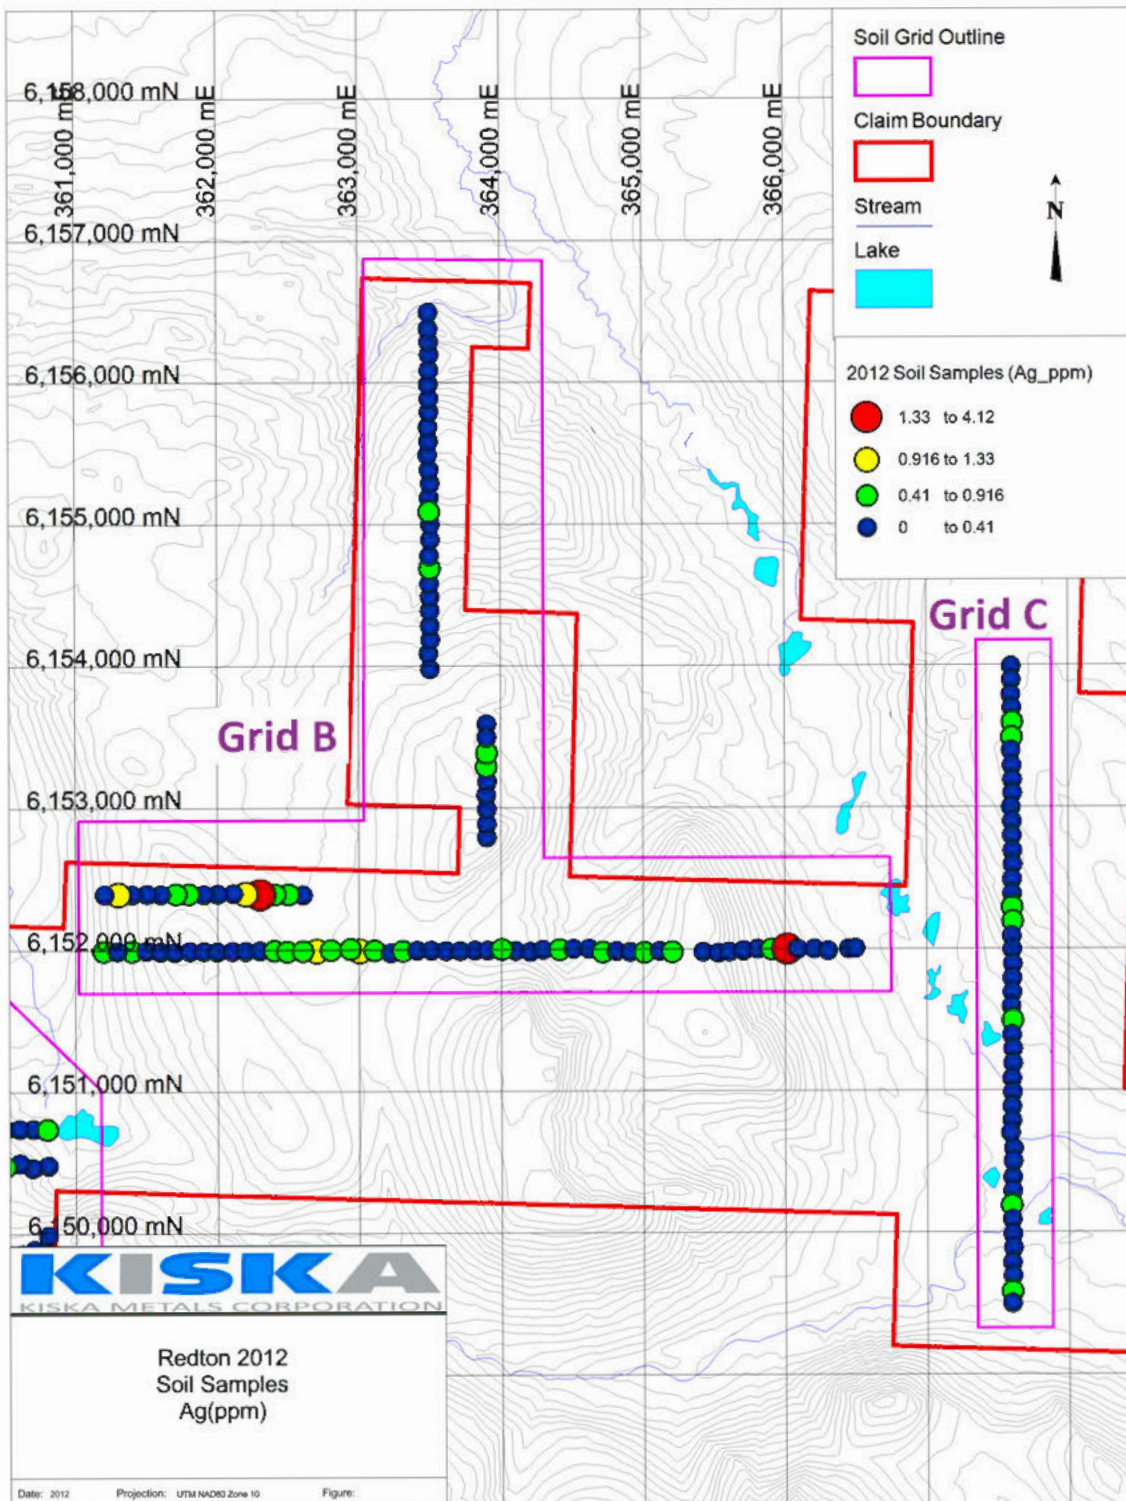 Soil Grid Outline
Claim Boundary
Stream
Lake
N
2012 Soil Samples (Ag_ppm)
1.33 to 4.12
0.916 to 1.33
0.41 to 0.916
0 to 0.41
361,000 mE
362,000 mE
363,000 mE
364,000 mE
365,000 mE
366,000 mE
6,158,000 mN
6,157,000 mN
6,156,000 mN
6,155,000 mN
6,154,000 mN
6,153,000 mN
6,152,000 mN
6,151,000 mN
6,150,000 mN
Grid B
Grid C
KISKA
KISKA METALS CORPORATION
Redton 2012
Soil Samples
Ag(ppm)
Date: 2012 Projection: UTM NAD83 Zone 10 Figure: